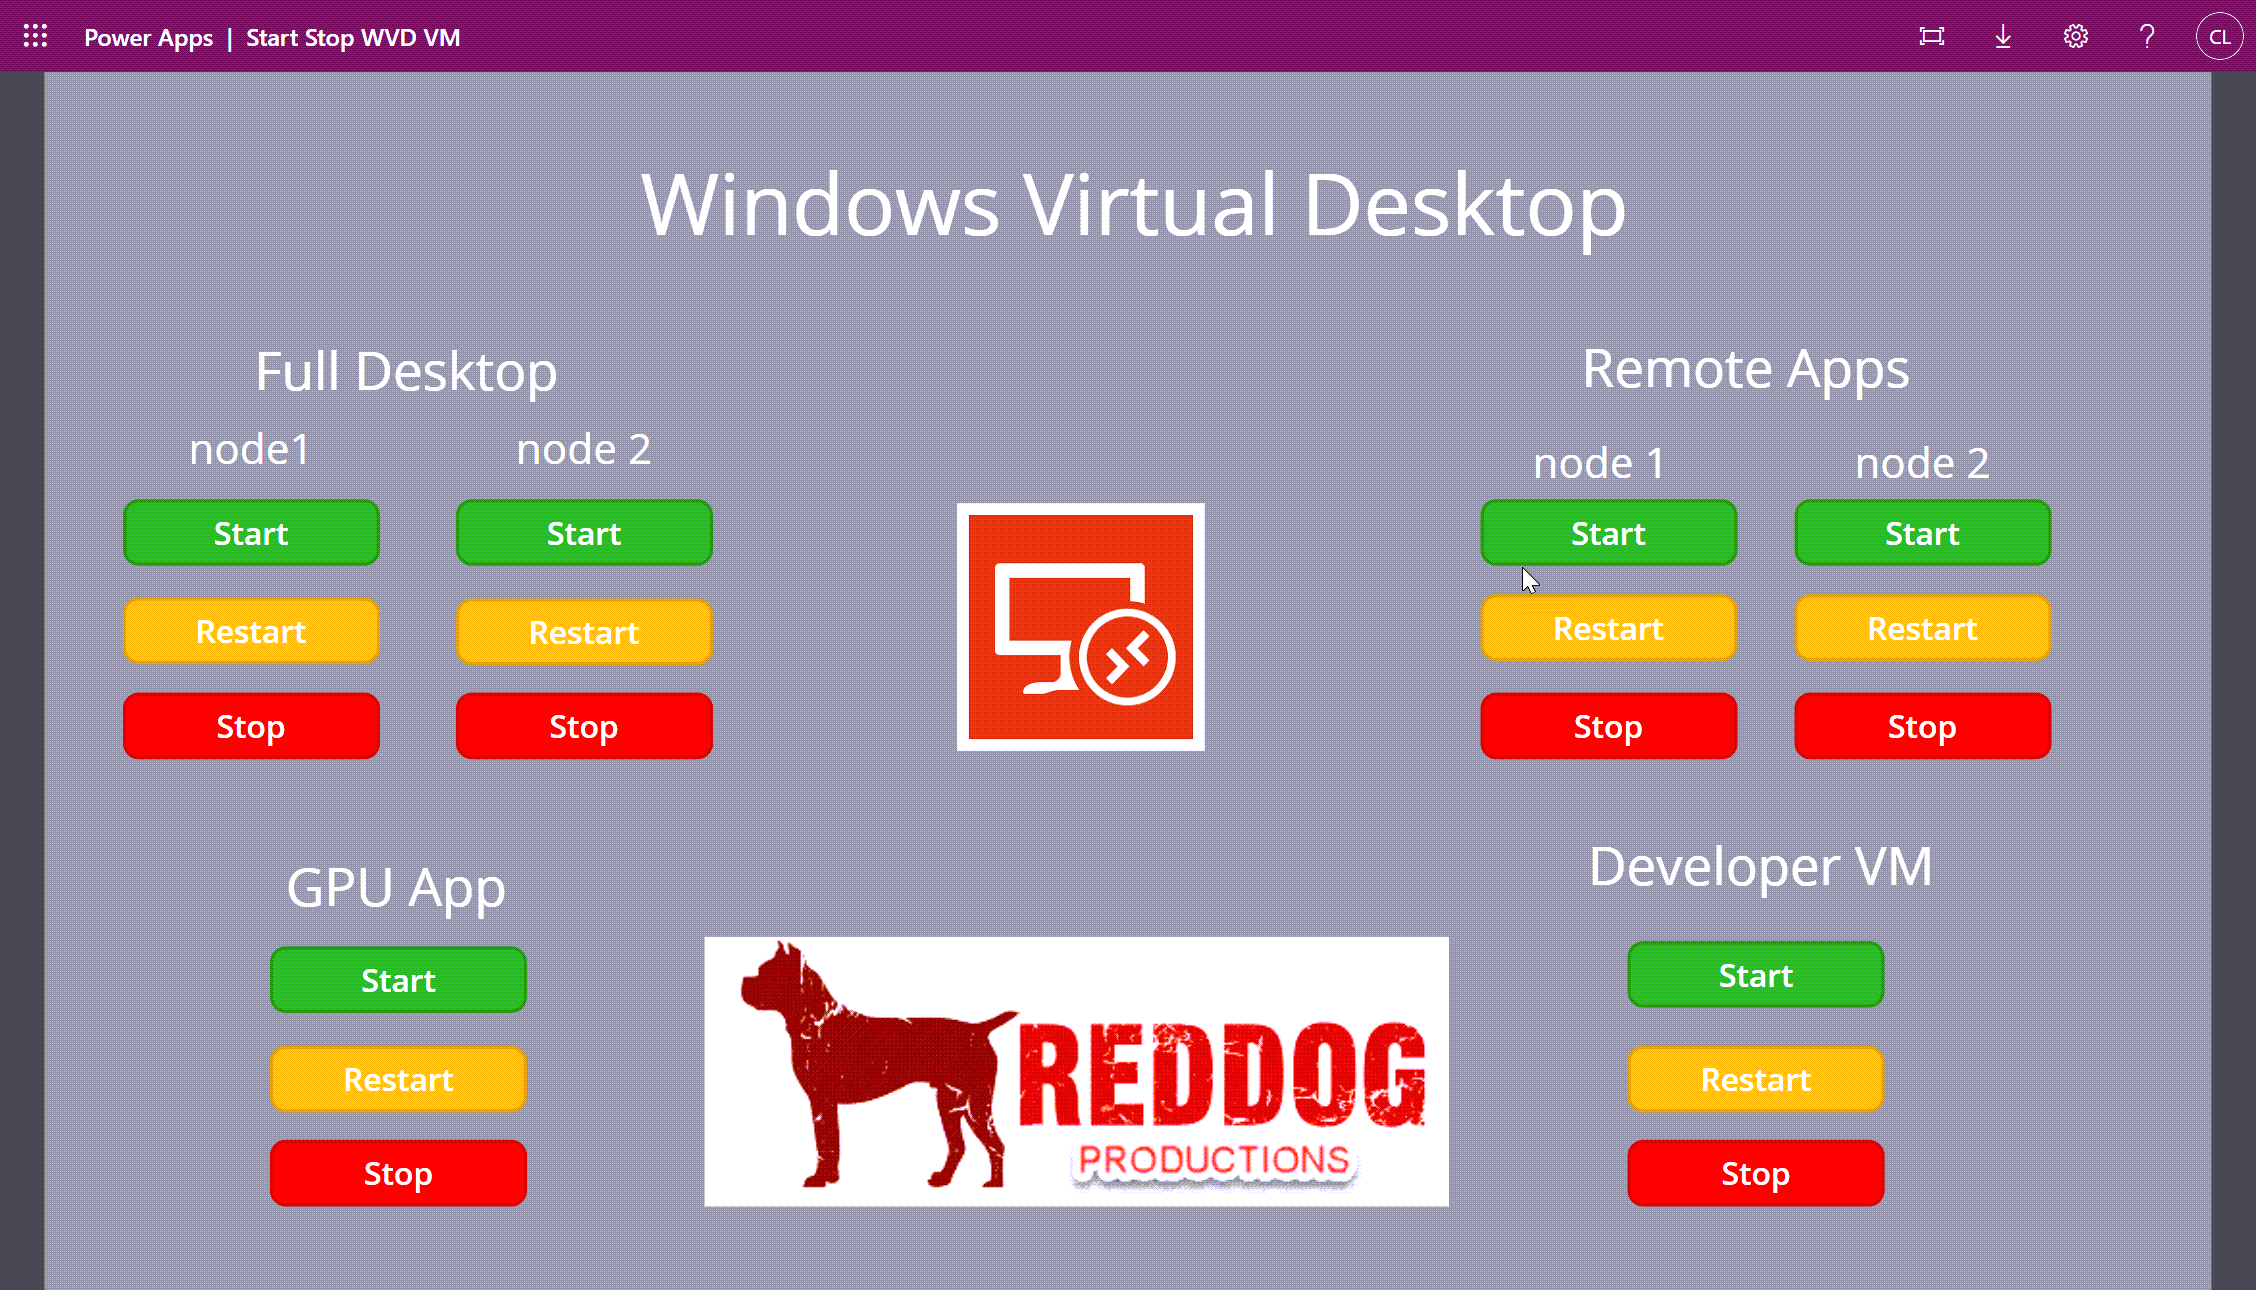 Power Apps | Start Stop WVD VM
? CL
Windows Virtual Desktop
Full Desktop
node1 node 2
Start Start
Restart Restart
Stop Stop
Remote Apps
node 1 node 2
Start Start
Restart Restart
Stop Stop
GPU App
Start
Restart
Stop
REDDOG
PRODUCTIONS
Developer VM
Start
Restart
Stop